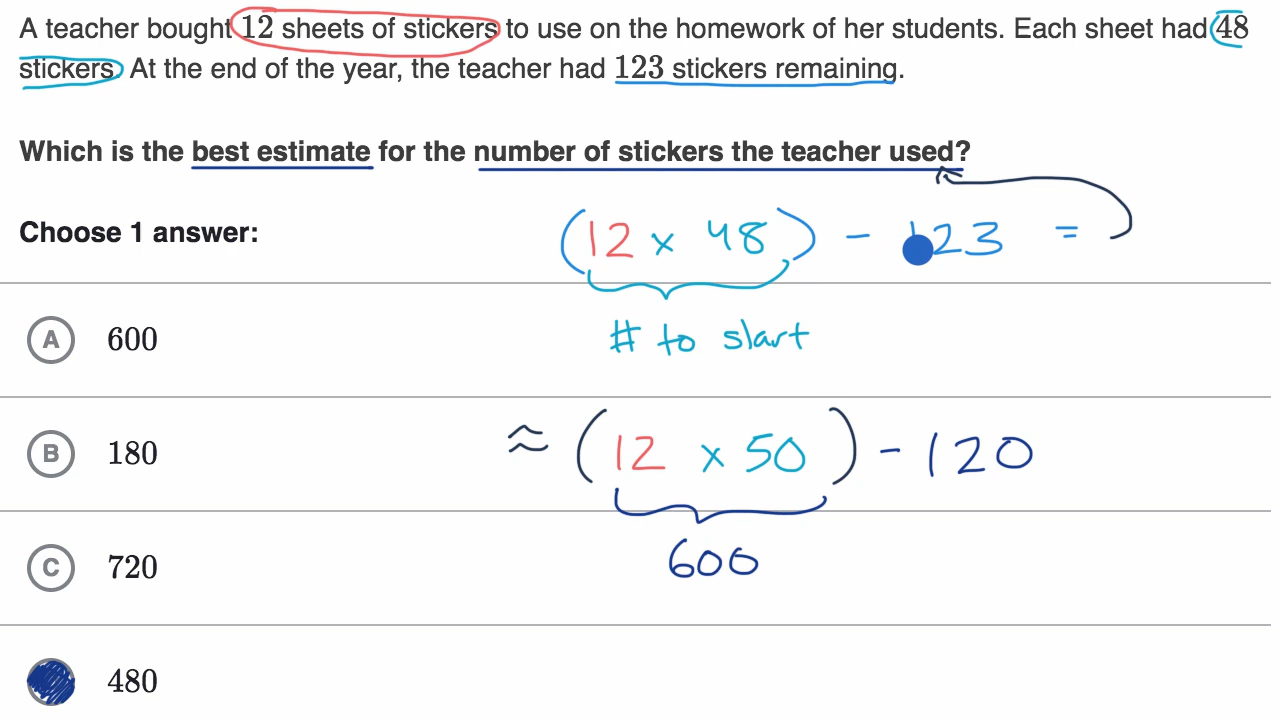 A teacher bought 12 sheets of stickers to use on the homework of her students. Each sheet had 48
stickers. At the end of the year, the teacher had 123 stickers remaining.
Which is the best estimate for the number of stickers the teacher used?
Choose 1 answer:
(12 × 48) - 123 =
# to start
A 600
≈ (12 × 50) - 120
B 180
600
C 720
480